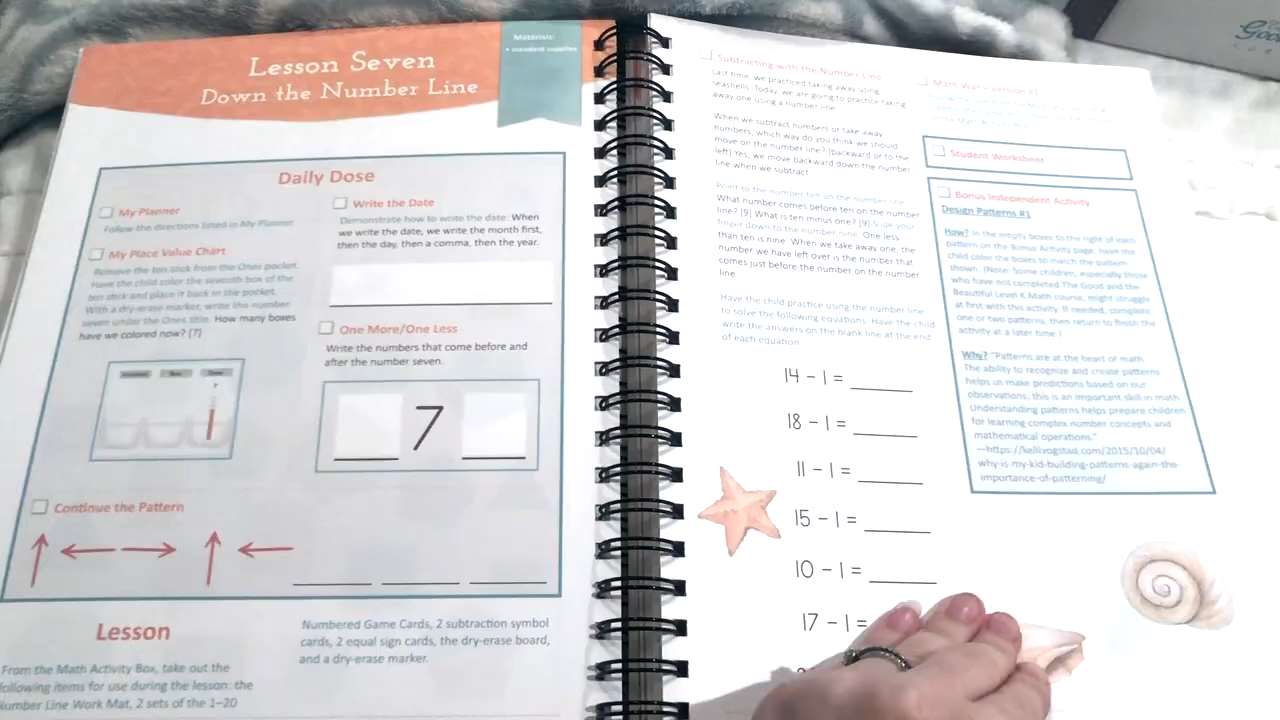 Lesson Seven
Down the Number Line
Materials:
• standard supplies
Daily Dose
My Planner
Follow the directions listed in My Planner.
My Place Value Chart
Remove the ten stick from the Ones pocket.
Have the child color the seventh box of the
ten stick and place it back in the pocket.
With a dry-erase marker, write the number
seven under the Ones title. How many boxes
have we colored now? [7]
Write the Date
Demonstrate how to write the date. When
we write the date, we write the month first,
then the day, then a comma, then the year.
One More/One Less
Write the numbers that come before and
after the number seven.
7
Continue the Pattern
Lesson
From the Math Activity Box, take out the
following items for use during the lesson: the
Number Line Work Mat, 2 sets of the 1–20
Numbered Game Cards, 2 subtraction symbol
cards, 2 equal sign cards, the dry-erase board,
and a dry-erase marker.
Subtracting with the Number Line
Last time, we practiced taking away using
seashells. Today, we are going to practice taking
away one using a number line.
When we subtract numbers or take away
numbers, which way do you think we should
move on the number line? [backward or to the
left] Yes, we move backward down the number
line when we subtract.
Point to the number ten on the number line.
What number comes before ten on the number
line? [9] What is ten minus one? [9] Slide your
finger down to the number nine. One less
than ten is nine. When we take away one, the
number we have left over is the number that
comes just before the number on the number
line.
Have the child practice using the number line
to solve the following equations. Have the child
write the answers on the blank line at the end
of each equation.
14 – 1 = ______
18 – 1 = ______
11 – 1 = ______
15 – 1 = ______
10 – 1 = ______
17 – 1 =
Math War—Version #1
Student Worksheet
Bonus Independent Activity
Design Patterns #1
How? In the empty boxes to the right of each
pattern on the Bonus Activity page, have the
child color the boxes to match the pattern
shown. (Note: Some children, especially those
who have not completed The Good and the
Beautiful Level K Math course, might struggle
at first with this activity. If needed, complete
one or two patterns, then return to finish the
activity at a later time.)
Why? "Patterns are at the heart of math.
The ability to recognize and create patterns
helps us make predictions based on our
observations; this is an important skill in math.
Understanding patterns helps prepare children
for learning complex number concepts and
mathematical operations."
—https://kellivogstad.com/2015/10/04/
why-is-my-kid-building-patterns-again-the-
importance-of-patterning/